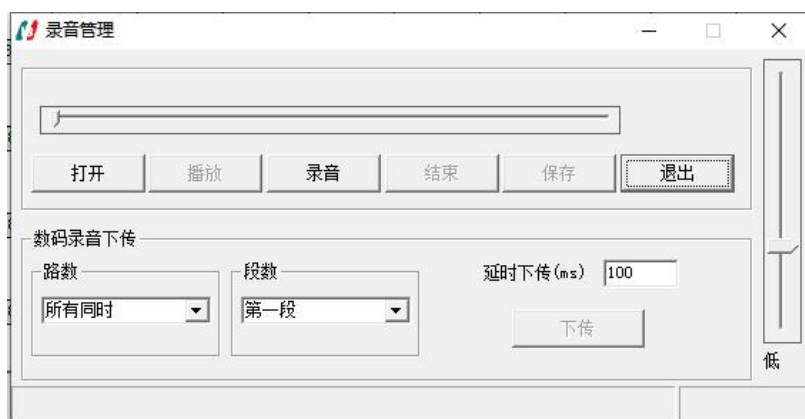 录音管理
打开 播放 录音 结束 保存 退出
数码录音下传
路数 段数 延时下传(ms) 100
所有同时 第一段
下传
低